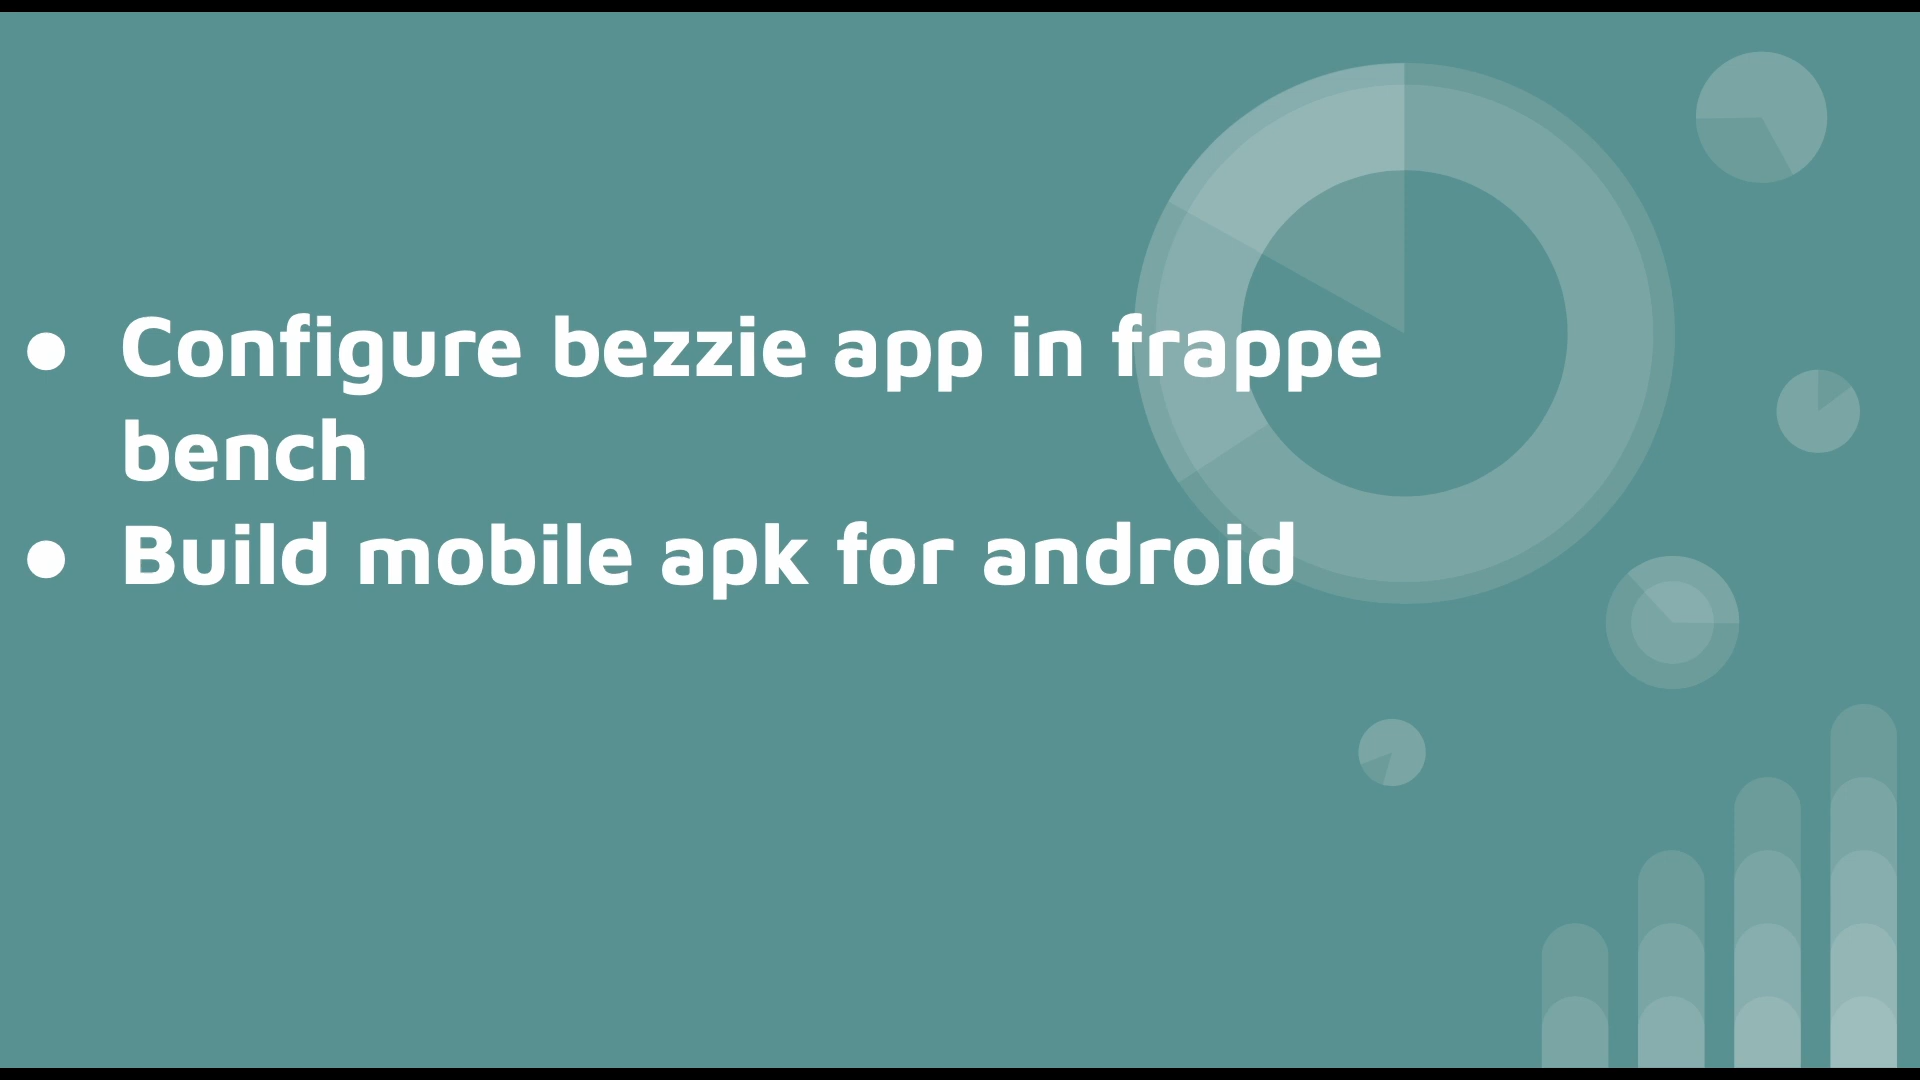 ● Configure bezzie app in frappe
bench
● Build mobile apk for android